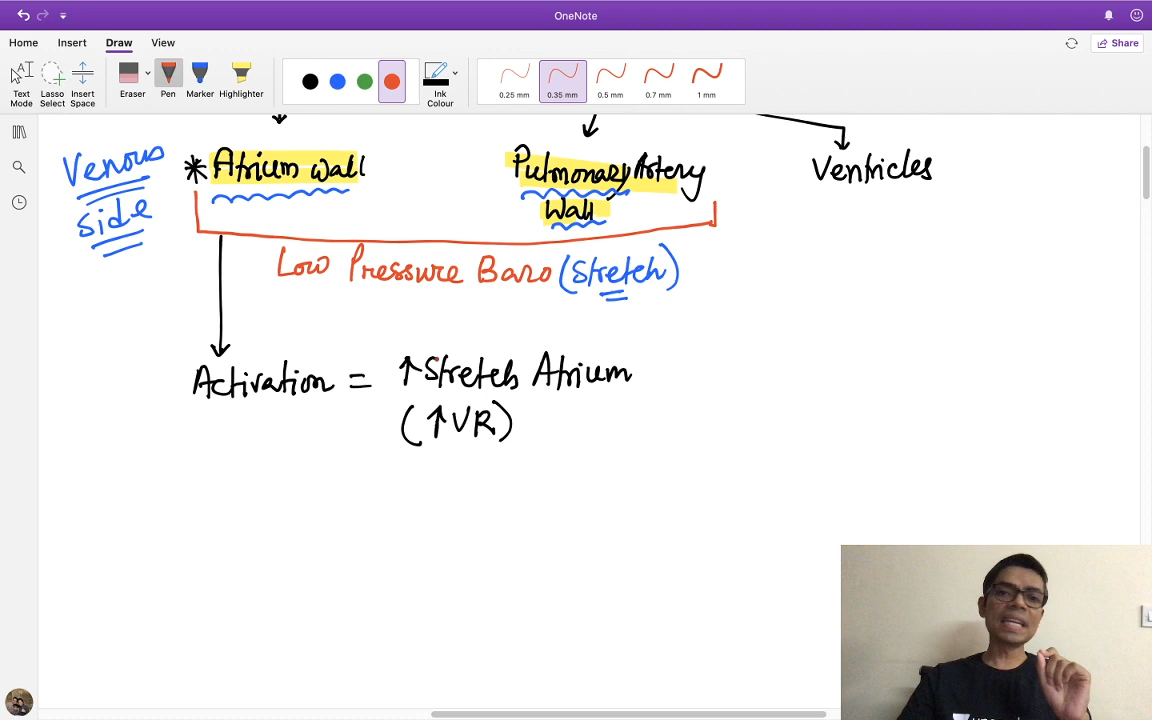 OneNote
Home Insert Draw View Share
Text Mode Lasso Select Insert Space Eraser Pen Marker Highlighter Ink Colour 0.25 mm 0.35 mm 0.5 mm 0.7 mm 1 mm
Venous side
* Atrium wall
Pulmonary Artery
Wall
Ventricles
Low Pressure Baro (stretch)
Activation = ↑Stretch Atrium
(↑VR)